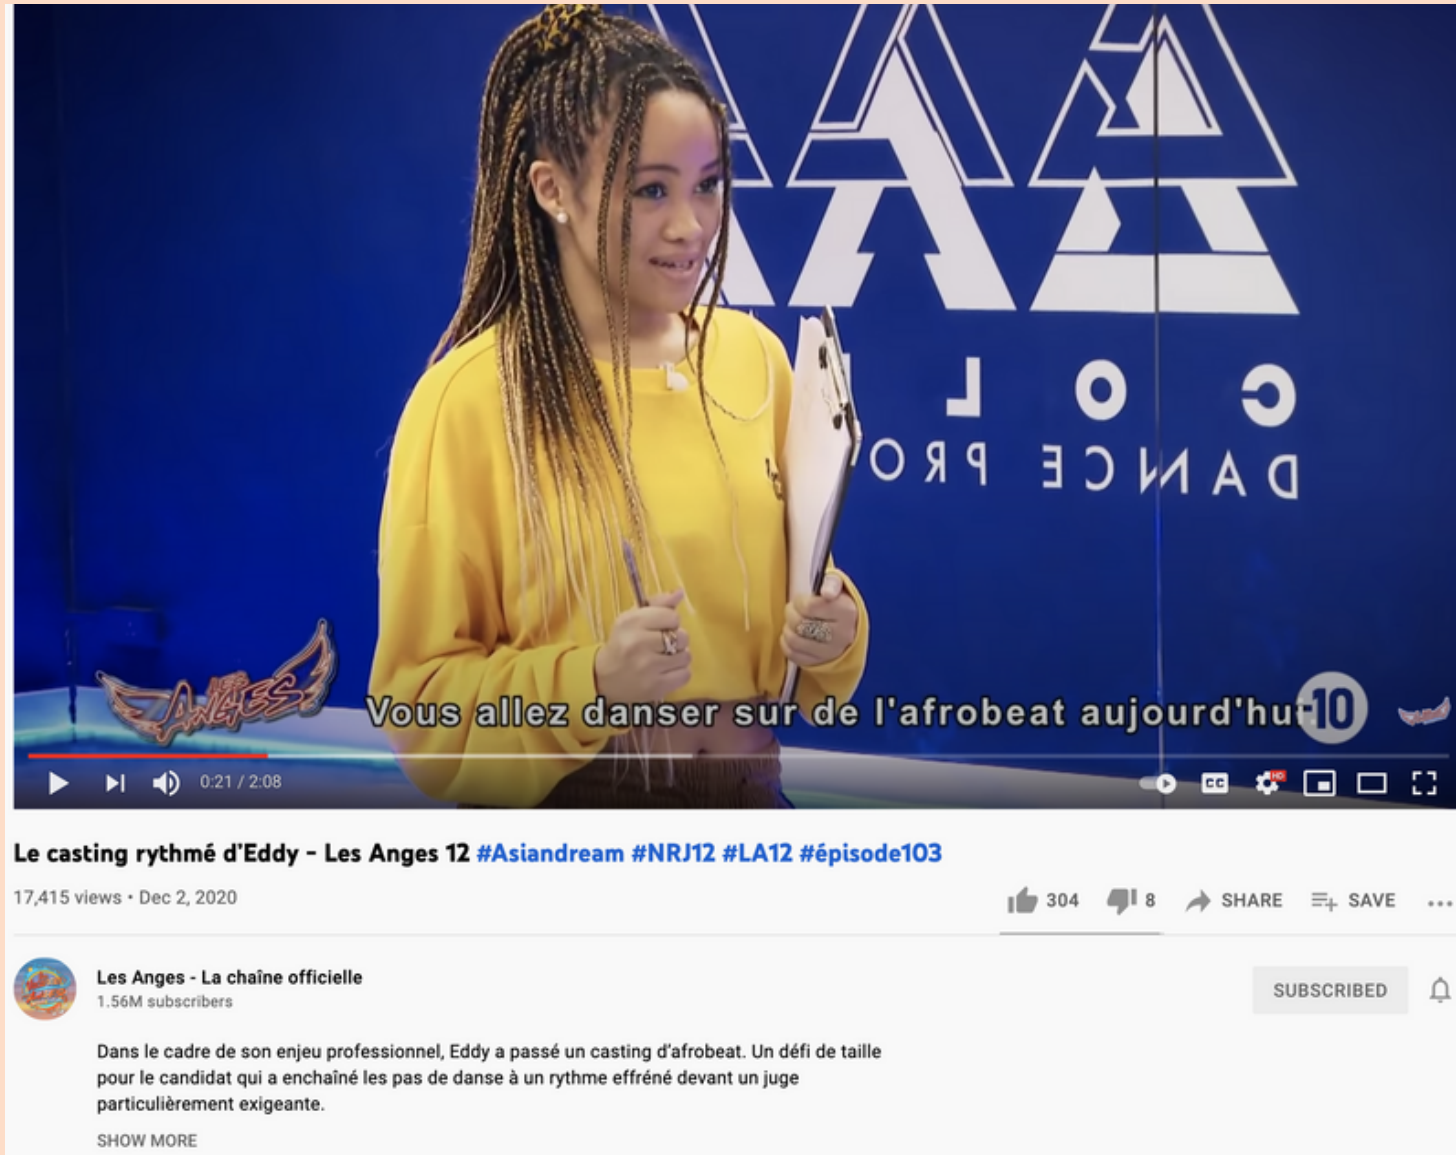 C O L
DANCE PRO
LES
ANGES
Vous allez danser sur de l'afrobeat aujourd'hui
-10
0:21 / 2:08
CC
HD
Le casting rythmé d'Eddy - Les Anges 12 #Asiandream #NRJ12 #LA12 #épisode103
17,415 views • Dec 2, 2020
304
8
SHARE
SAVE
Les Anges - La chaîne officielle
1.56M subscribers
SUBSCRIBED
Dans le cadre de son enjeu professionnel, Eddy a passé un casting d'afrobeat. Un défi de taille
pour le candidat qui a enchaîné les pas de danse à un rythme effréné devant un juge
particulièrement exigeante.
SHOW MORE